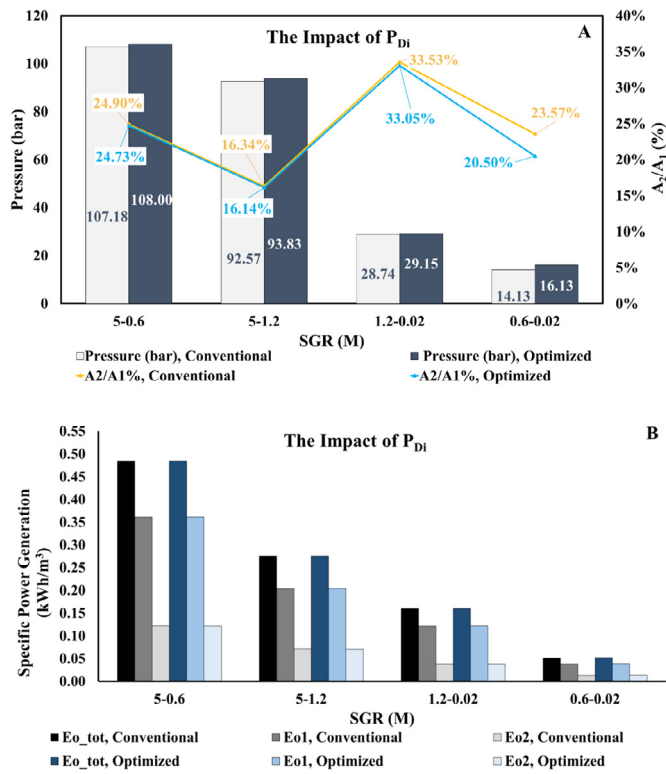 The Impact of P_Di
A
Pressure (bar)
120
100
80
60
40
20
0
40%
35%
30%
25%
20%
15%
10%
5%
0%
A₂/A₁ (%)
24.90%
24.73%
16.34%
16.14%
33.53%
33.05%
23.57%
20.50%
107.18
108.00
92.57
93.83
28.74
29.15
14.13
16.13
5-0.6
5-1.2
1.2-0.02
0.6-0.02
SGR (M)
Pressure (bar), Conventional
Pressure (bar), Optimized
A2/A1%, Conventional
A2/A1%, Optimized
The Impact of P_Di
B
Specific Power Generation
(kWh/m³)
0.55
0.50
0.45
0.40
0.35
0.30
0.25
0.20
0.15
0.10
0.05
0.00
5-0.6
5-1.2
1.2-0.02
0.6-0.02
SGR (M)
Eo_tot, Conventional
Eo1, Conventional
Eo2, Conventional
Eo_tot, Optimized
Eo1, Optimized
Eo2, Optimized